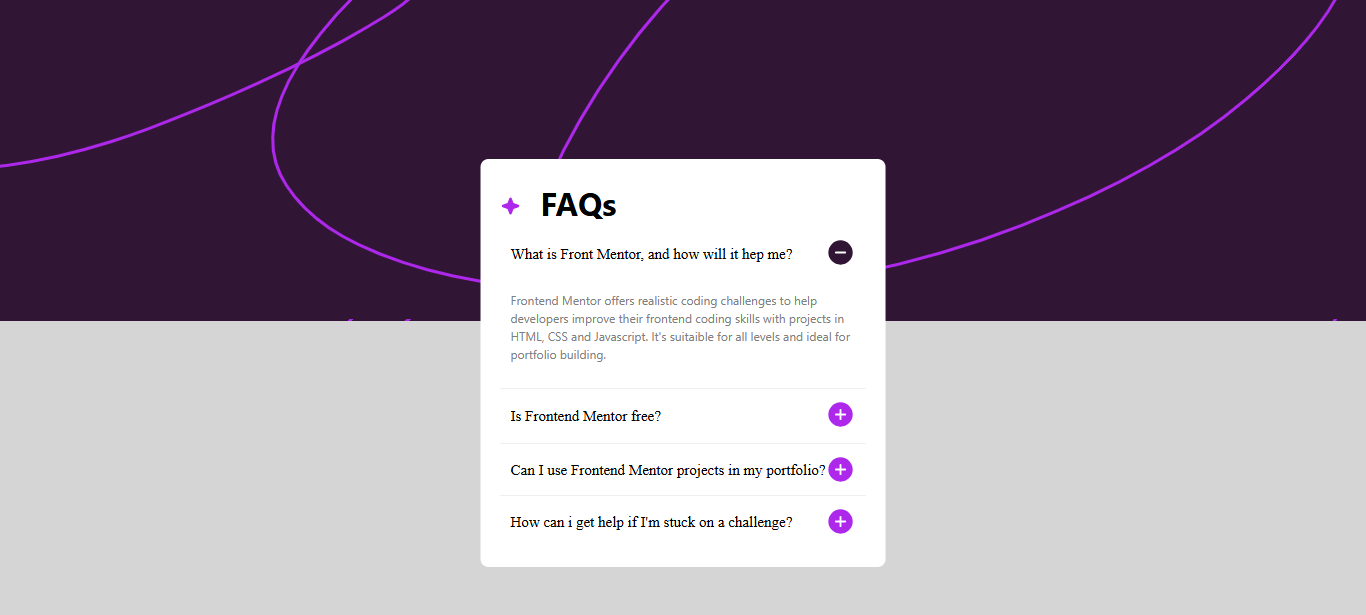 FAQs
What is Front Mentor, and how will it hep me?
Frontend Mentor offers realistic coding challenges to help
developers improve their frontend coding skills with projects in
HTML, CSS and Javascript. It's suitaible for all levels and ideal for
portfolio building.
Is Frontend Mentor free?
Can I use Frontend Mentor projects in my portfolio?
How can i get help if I'm stuck on a challenge?